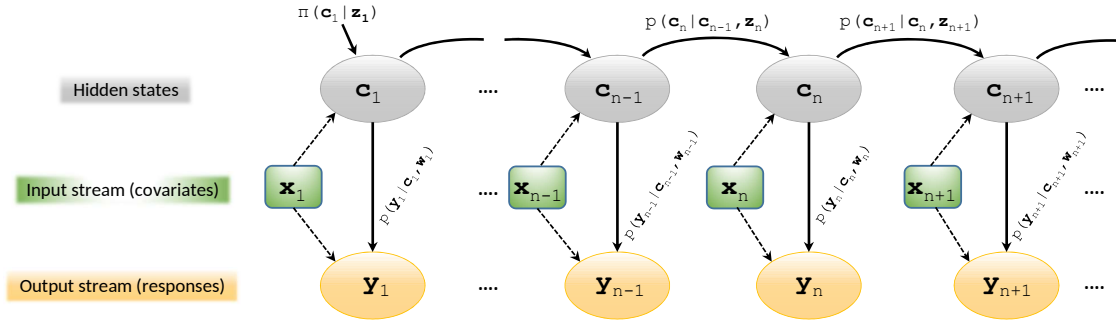 π(c₁|z₁)
p(cₙ|cₙ₋₁,zₙ)
p(cₙ₊₁|cₙ,zₙ₊₁)
Hidden states
c₁
....
cₙ₋₁
cₙ
cₙ₊₁
....
p(y₁|c₁,w₁)
p(yₙ₋₁|cₙ₋₁,wₙ₋₁)
p(yₙ|cₙ,wₙ)
p(yₙ₊₁|cₙ₊₁,wₙ₊₁)
Input stream (covariates)
x₁
....
xₙ₋₁
xₙ
xₙ₊₁
....
Output stream (responses)
y₁
....
yₙ₋₁
yₙ
yₙ₊₁
....